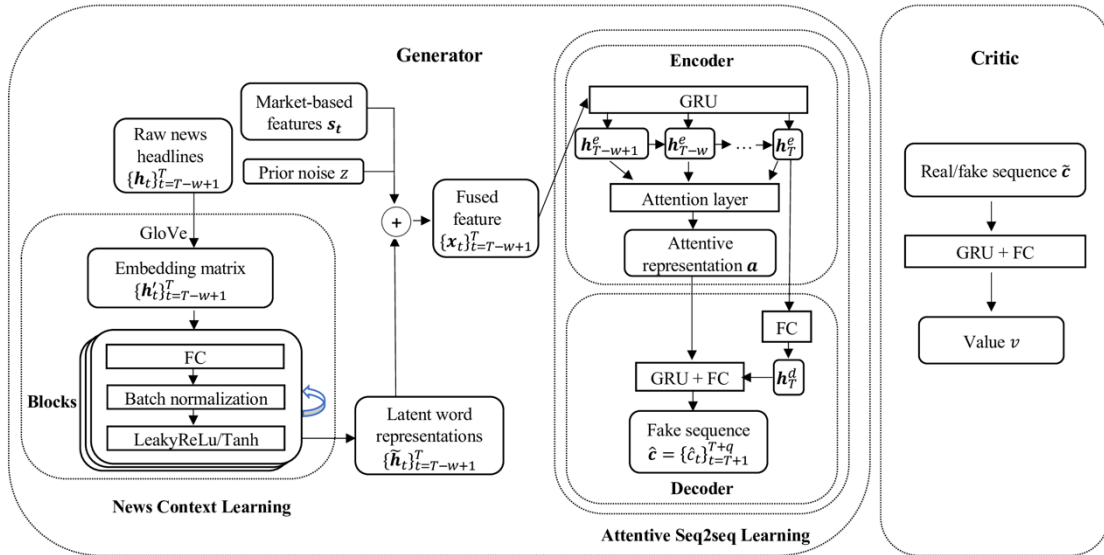 Generator
Market-based
features 𝒔_𝒕
Raw news
headlines
{𝒉_𝑡}_{𝑡=𝑇−𝑤+1}^𝑇
Prior noise 𝑧
GloVe
Embedding matrix
{𝒉′_𝑡}_{𝑡=𝑇−𝑤+1}^𝑇
FC
Batch normalization
LeakyReLu/Tanh
Blocks
News Context Learning
+
Latent word
representations
{𝒉̃_𝑡}_{𝑡=𝑇−𝑤+1}^𝑇
Fused
feature
{𝒙_𝑡}_{𝑡=𝑇−𝑤+1}^𝑇
Encoder
GRU
𝒉^𝑒_{𝑇−𝑤+1} 𝒉^𝑒_{𝑇−𝑤} … 𝒉^𝑒_𝑇
Attention layer
Attentive
representation 𝒂
FC
GRU + FC
𝒉^𝑑_𝑇
Fake sequence
𝒄̂ = {𝑐̂_𝑡}_{𝑡=𝑇+1}^{𝑇+𝑞}
Decoder
Attentive Seq2seq Learning
Critic
Real/fake sequence 𝒄̃
GRU + FC
Value 𝑣